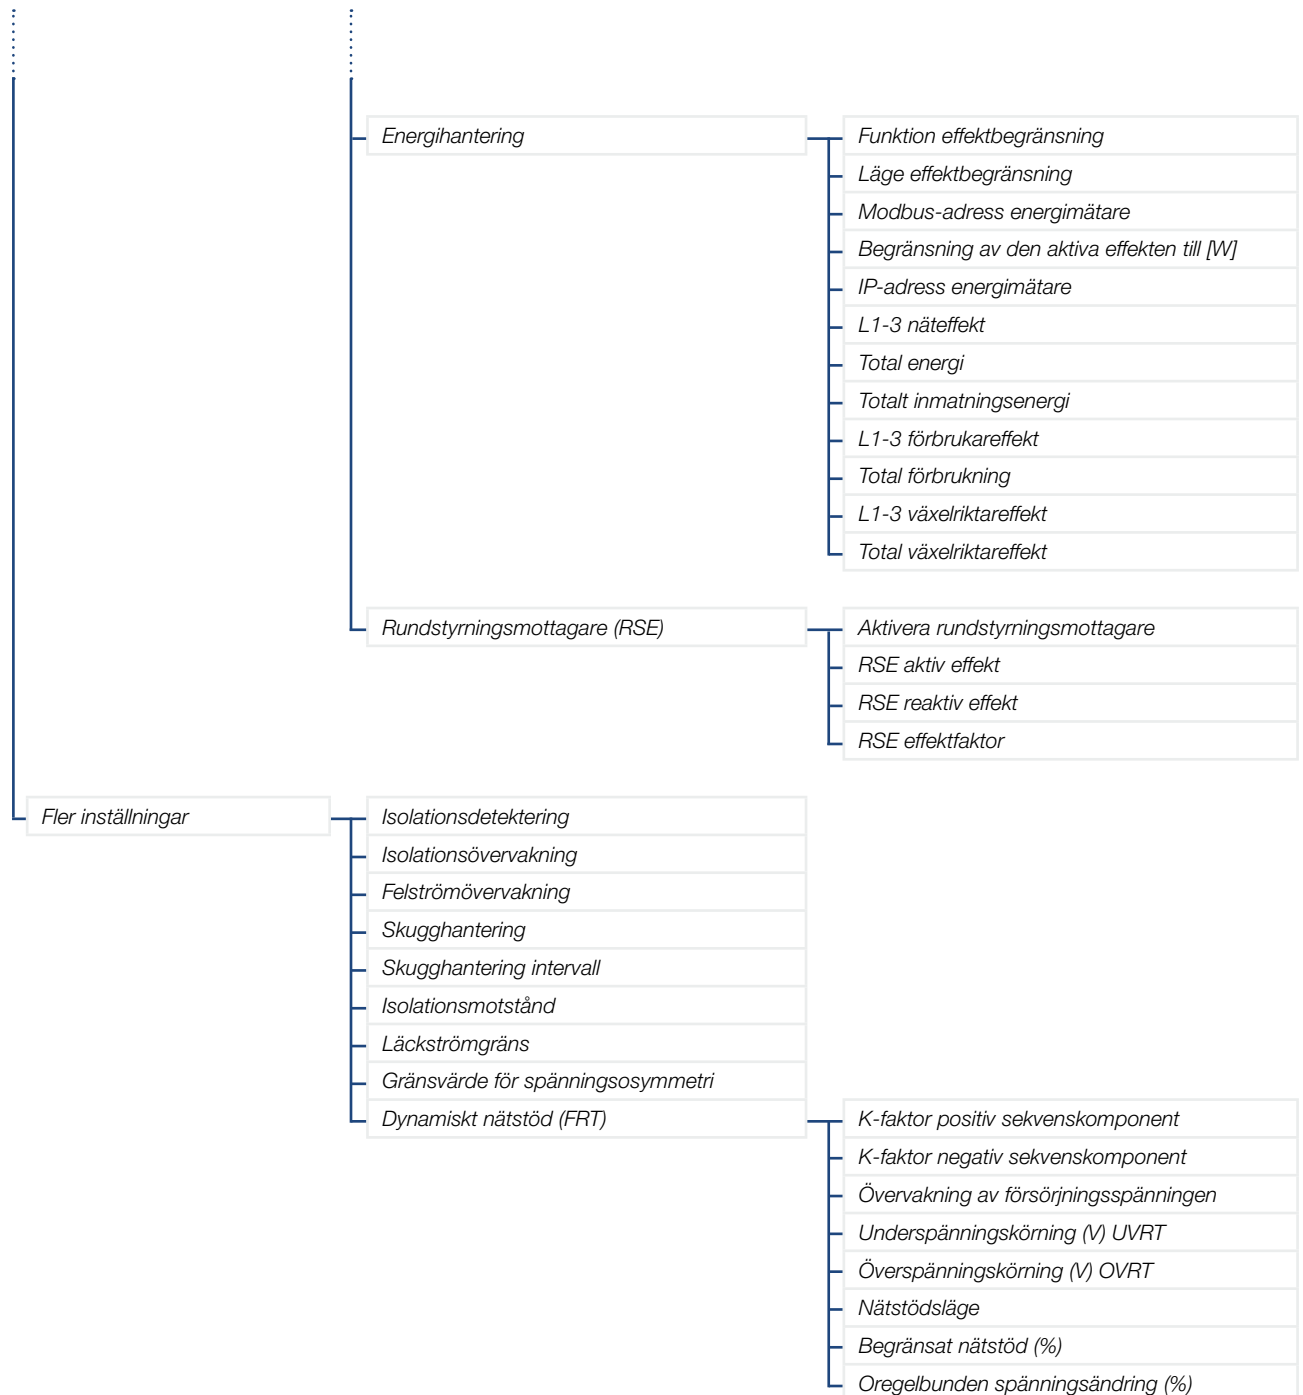 Energihantering
Funktion effektbegränsning
Läge effektbegränsning
Modbus-adress energimätare
Begränsning av den aktiva effekten till [W]
IP-adress energimätare
L1-3 näteffekt
Total energi
Totalt inmatningsenergi
L1-3 förbrukareffekt
Total förbrukning
L1-3 växelriktareffekt
Total växelriktareffekt
Rundstyrningsmottagare (RSE)
Aktivera rundstyrningsmottagare
RSE aktiv effekt
RSE reaktiv effekt
RSE effektfaktor
Fler inställningar
Isolationsdetektering
Isolationsövervakning
Felströmövervakning
Skugghantering
Skugghantering intervall
Isolationsmotstånd
Läckströmgräns
Gränsvärde för spänningsosymmetri
Dynamiskt nätstöd (FRT)
K-faktor positiv sekvenskomponent
K-faktor negativ sekvenskomponent
Övervakning av försörjningsspänningen
Underspänningskörning (V) UVRT
Överspänningskörning (V) OVRT
Nätstödsläge
Begränsat nätstöd (%)
Oregelbunden spänningsändring (%)